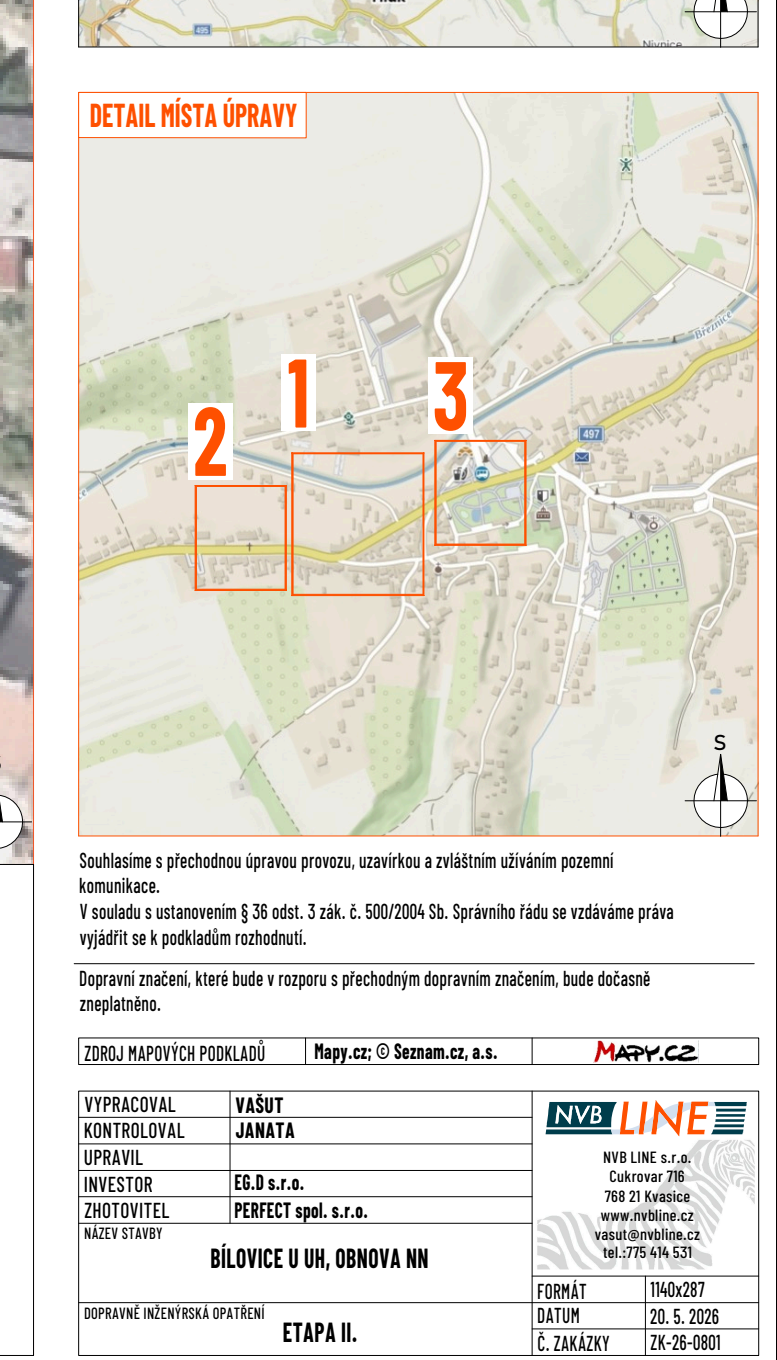 495
Nivnice
DETAIL MÍSTA ÚPRAVY
Březnice
1
3
2
497
S
Souhlasíme s přechodnou úpravou provozu, uzavírkou a zvláštním užíváním pozemní
komunikace.
V souladu s ustanovením § 36 odst. 3 zák. č. 500/2004 Sb. Správního řádu se vzdáváme práva
vyjádřit se k podkladům rozhodnutí.
Dopravní značení, které bude v rozporu s přechodným dopravním značením, bude dočasně
zneplatněno.
ZDROJ MAPOVÝCH PODKLADŮ Mapy.cz; © Seznam.cz, a.s. MAPY.CZ
VYPRACOVAL VAŠUT
KONTROLOVAL JANATA
UPRAVIL
INVESTOR EG.D s.r.o.
ZHOTOVITEL PERFECT spol. s.r.o.
NÁZEV STAVBY
BÍLOVICE U UH, OBNOVA NN
DOPRAVNĚ INŽENÝRSKÁ OPATŘENÍ
ETAPA II.
NVB LINE
NVB LINE s.r.o.
Cukrovar 716
768 21 Kvasice
www.nvbline.cz
vasut@nvbline.cz
tel.:775 414 531
FORMÁT 1140x287
DATUM 20. 5. 2026
Č. ZAKÁZKY ZK-26-0801